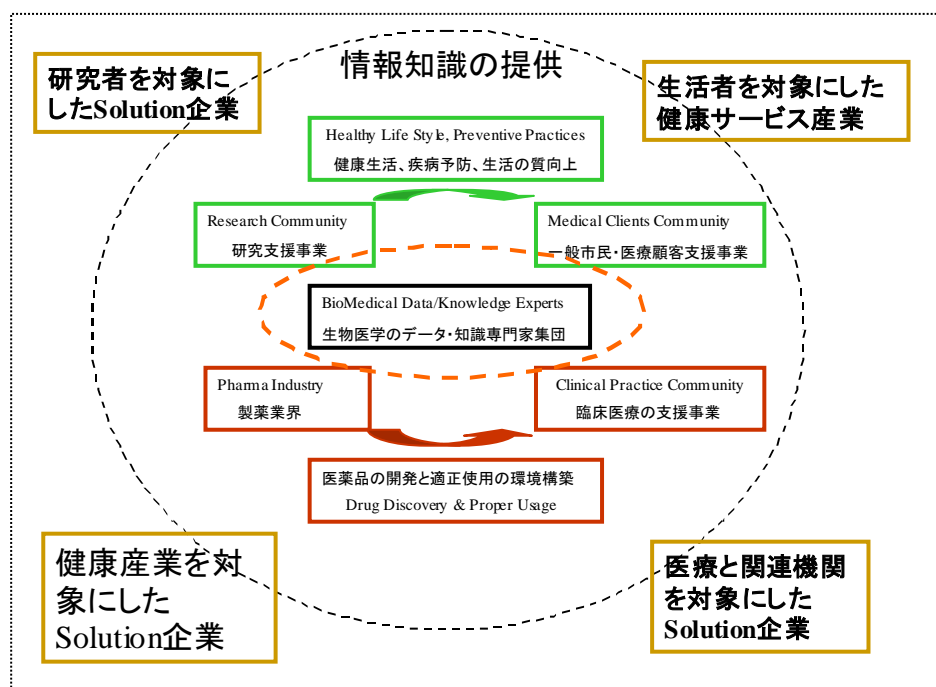 情報知識の提供
研究者を対象に
したSolution企業
生活者を対象にした
健康サービス産業
Healthy Life Style, Preventive Practices
健康生活、疾病予防、生活の質向上
Research Community
研究支援事業
Medical Clients Community
一般市民・医療顧客支援事業
BioMedical Data/Knowledge Experts
生物医学のデータ・知識専門家集団
Pharma Industry
製薬業界
Clinical Practice Community
臨床医療の支援事業
医薬品の開発と適正使用の環境構築
Drug Discovery & Proper Usage
健康産業を対
象にした
Solution企業
医療と関連機関
を対象にした
Solution企業